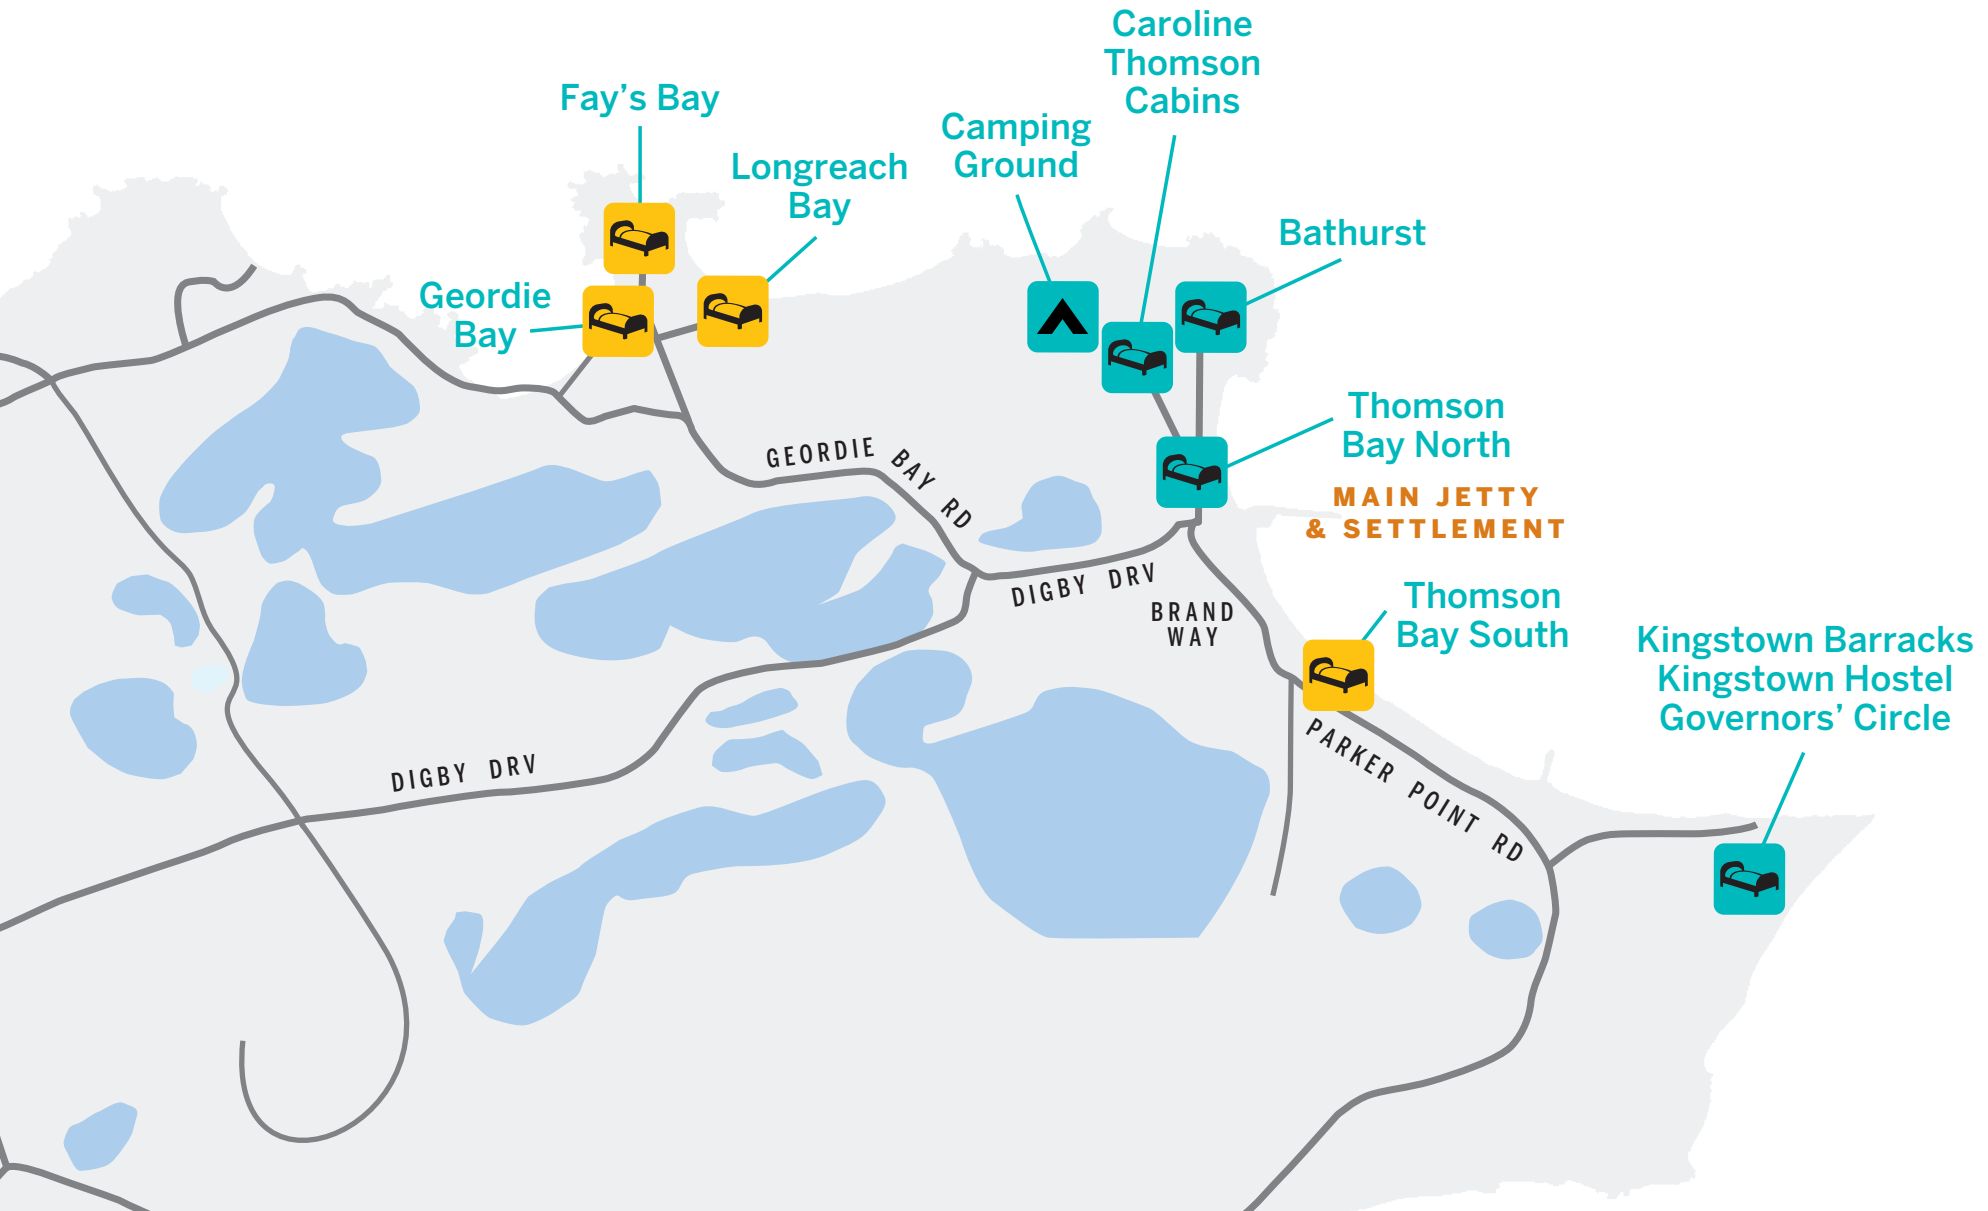 Caroline
Thomson
Cabins
Fay’s Bay
Camping
Ground
Longreach
Bay
Bathurst
Geordie
Bay
Thomson
Bay North
GEORDIE BAY RD
MAIN JETTY
& SETTLEMENT
DIGBY DRV
BRAND
WAY
Thomson
Bay South
Kingstown Barracks
Kingstown Hostel
Governors’ Circle
PARKER POINT RD
DIGBY DRV